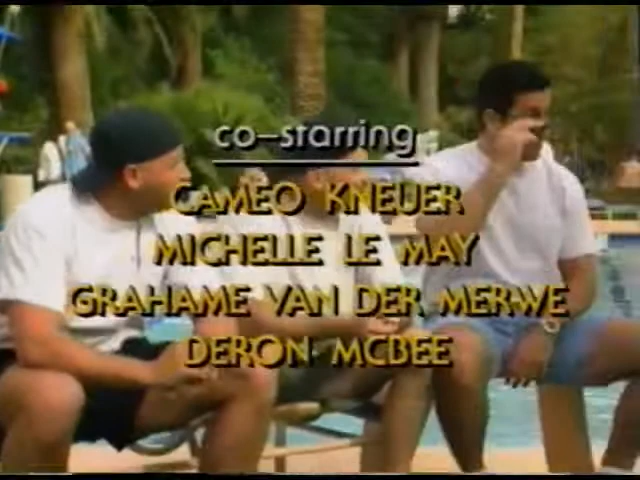 co-starring
CAMEO KNEUER
MICHELLE LE MAY
GRAHAME VAN DER MERWE
DERON MCBEE